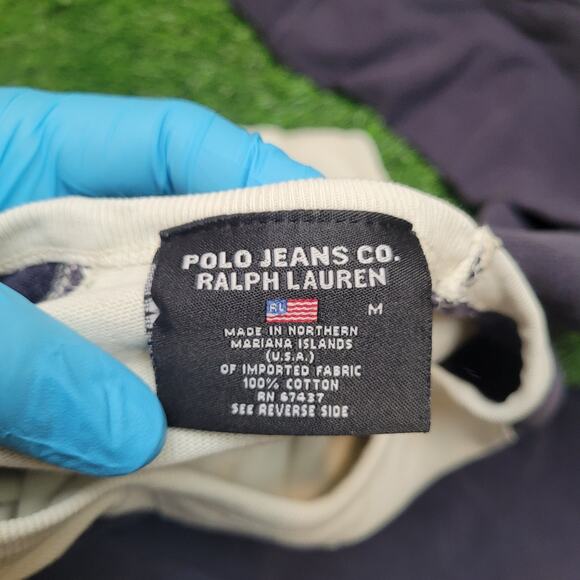 POLO JEANS CO.
RALPH LAUREN
RL
M
MADE IN NORTHERN
MARIANA ISLANDS
(U.S.A.)
OF IMPORTED FABRIC
100% COTTON
RN 67437
SEE REVERSE SIDE